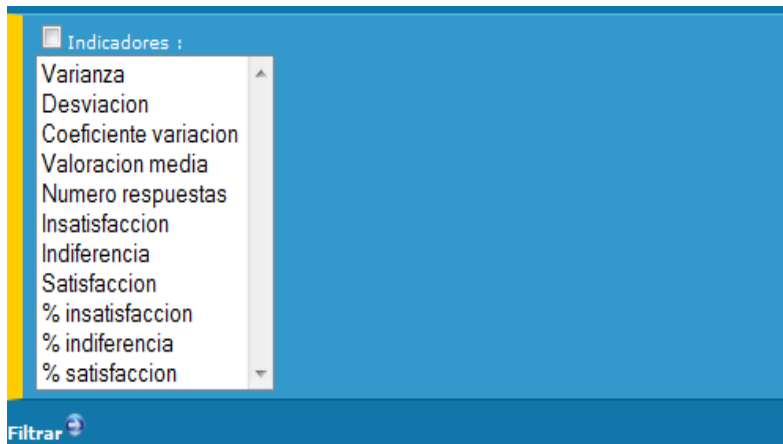 Indicadores :
Varianza
Desviacion
Coeficiente variacion
Valoracion media
Numero respuestas
Insatisfaccion
Indiferencia
Satisfaccion
% insatisfaccion
% indiferencia
% satisfaccion
Filtrar